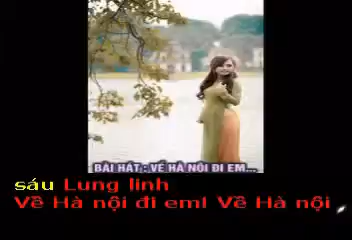 BÀI HÁT : VỀ HÀ NỘI ĐI EM...
sáu Lung linh
Về Hà nội đi em! Về Hà nội